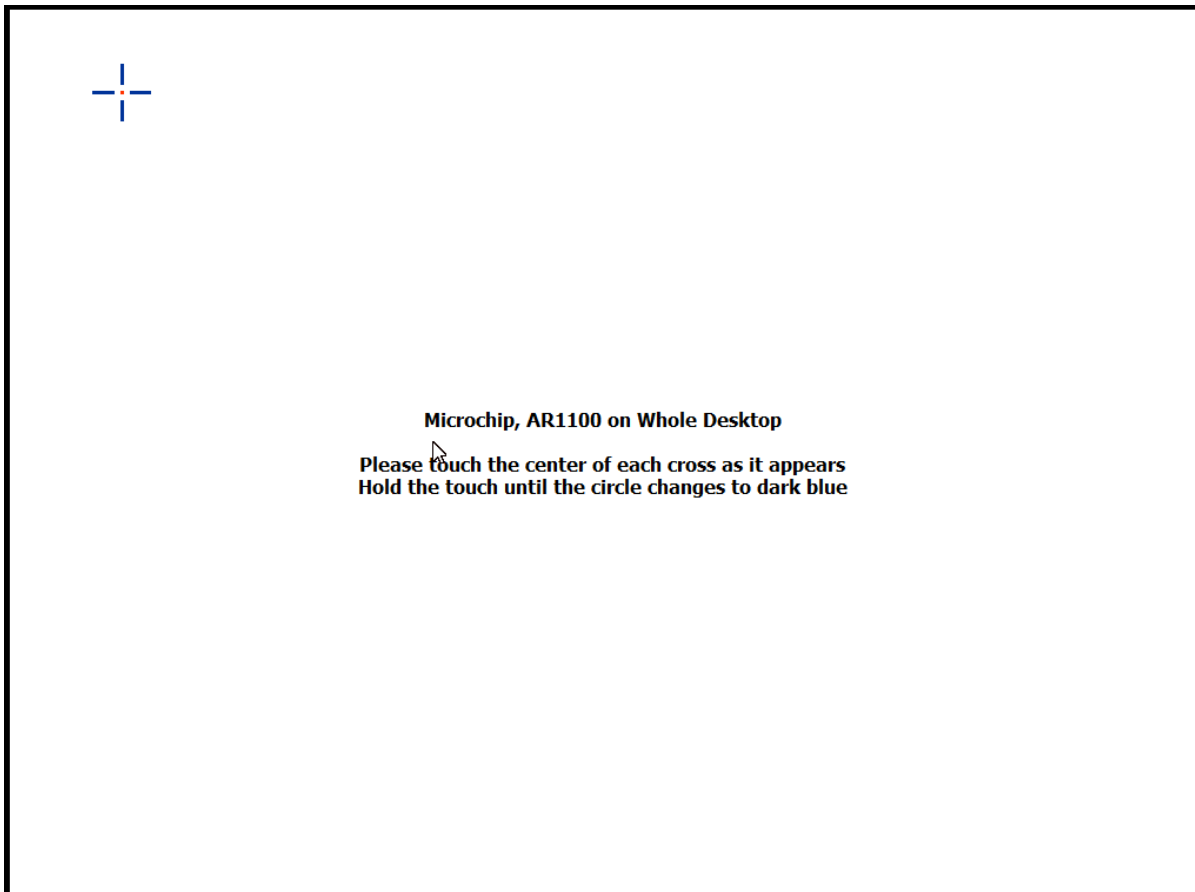 Microchip, AR1100 on Whole Desktop
Please touch the center of each cross as it appears
Hold the touch until the circle changes to dark blue